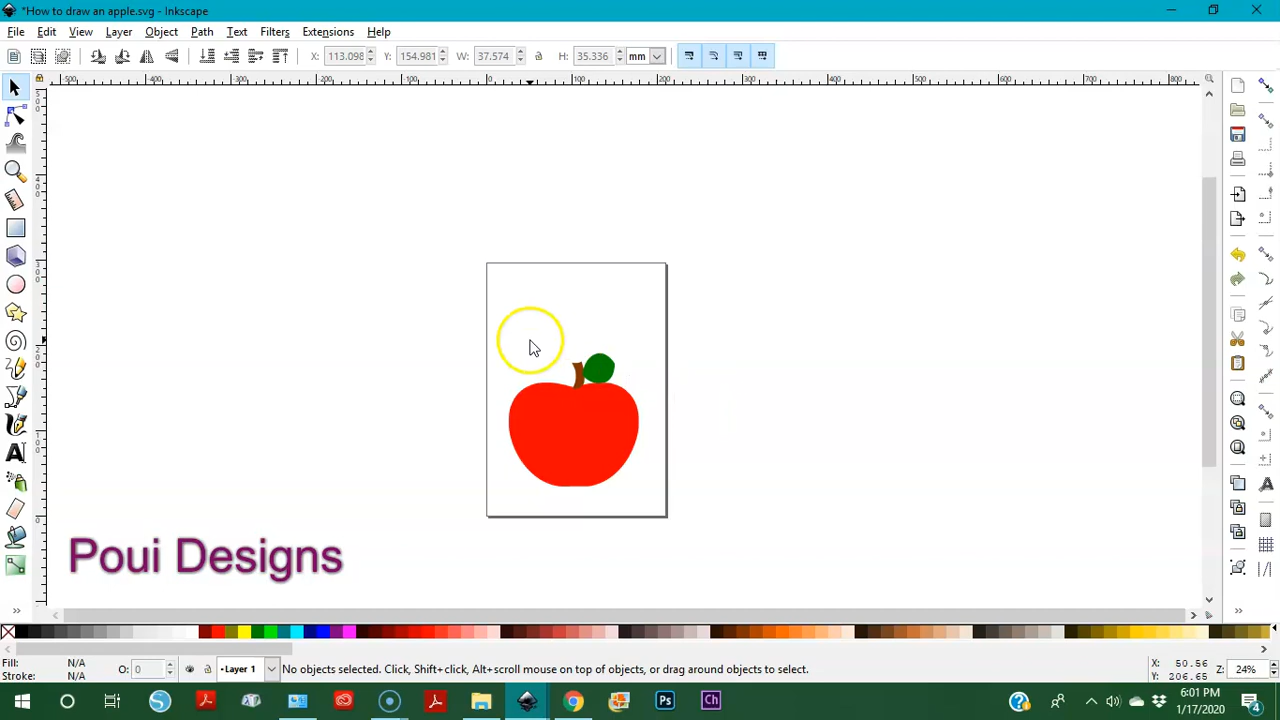 *How to draw an apple.svg - Inkscape
File Edit View Layer Object Path Text Filters Extensions Help
X: 113.098 Y: 154.981 W: 37.574 H: 35.336 mm
Poui Designs
Fill: N/A
Stroke: N/A
O: 0
Layer 1
No objects selected. Click, Shift+click, Alt+scroll mouse on top of objects, or drag around objects to select.
X: 50.56
Y: 206.65
Z: 24%
Ps Ch
6:01 PM
1/17/2020
4